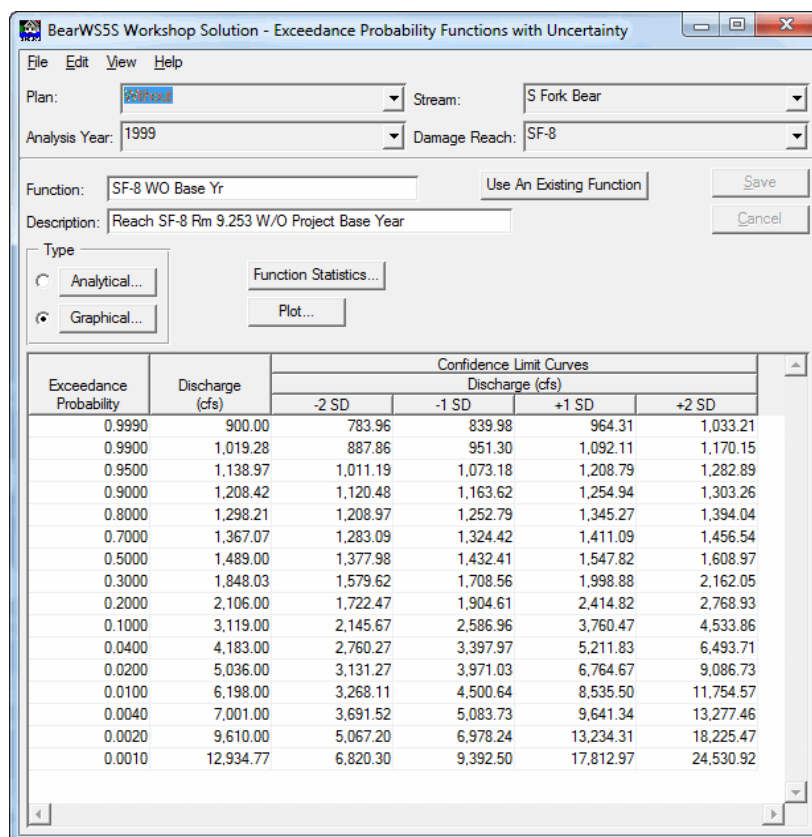 BearWS5S Workshop Solution - Exceedance Probability Functions with Uncertainty
File Edit View Help
Plan: Without Stream: S Fork Bear
Analysis Year: 1999 Damage Reach: SF-8
Function: SF-8 WO Base Yr Use An Existing Function Save
Description: Reach SF-8 Rm 9.253 W/O Project Base Year Cancel
Type
Analytical... Function Statistics...
Graphical... Plot...
Confidence Limit Curves
Exceedance Discharge Discharge (cfs)
Probability (cfs) -2 SD -1 SD +1 SD +2 SD
0.9990 900.00 783.96 839.98 964.31 1,033.21
0.9900 1,019.28 887.86 951.30 1,092.11 1,170.15
0.9500 1,138.97 1,011.19 1,073.18 1,208.79 1,282.89
0.9000 1,208.42 1,120.48 1,163.62 1,254.94 1,303.26
0.8000 1,298.21 1,208.97 1,252.79 1,345.27 1,394.04
0.7000 1,367.07 1,283.09 1,324.42 1,411.09 1,456.54
0.5000 1,489.00 1,377.98 1,432.41 1,547.82 1,608.97
0.3000 1,848.03 1,579.62 1,708.56 1,998.88 2,162.05
0.2000 2,106.00 1,722.47 1,904.61 2,414.82 2,768.93
0.1000 3,119.00 2,145.67 2,586.96 3,760.47 4,533.86
0.0400 4,183.00 2,760.27 3,397.97 5,211.83 6,493.71
0.0200 5,036.00 3,131.27 3,971.03 6,764.67 9,086.73
0.0100 6,198.00 3,268.11 4,500.64 8,535.50 11,754.57
0.0040 7,001.00 3,691.52 5,083.73 9,641.34 13,277.46
0.0020 9,610.00 5,067.20 6,978.24 13,234.31 18,225.47
0.0010 12,934.77 6,820.30 9,392.50 17,812.97 24,530.92